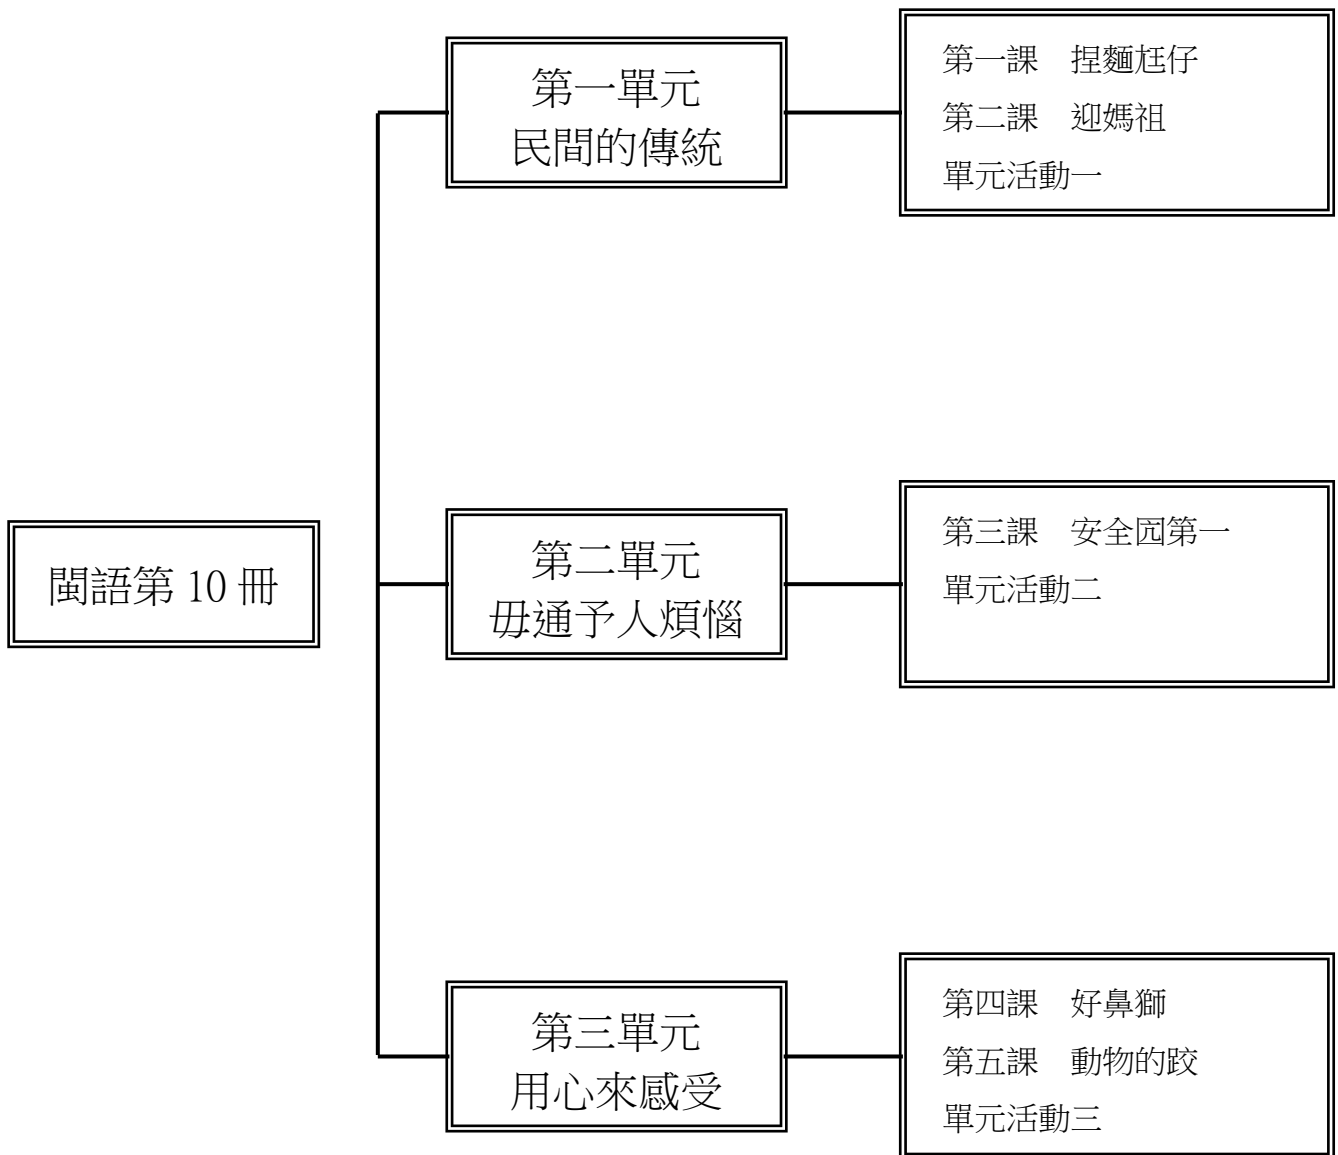 閩語第 10 冊
第一單元
民間的傳統
第一課　捏麵尪仔
第二課　迎媽祖
單元活動一
第二單元
毋通予人煩惱
第三課　安全囥第一
單元活動二
第三單元
用心來感受
第四課　好鼻獅
第五課　動物的跤
單元活動三